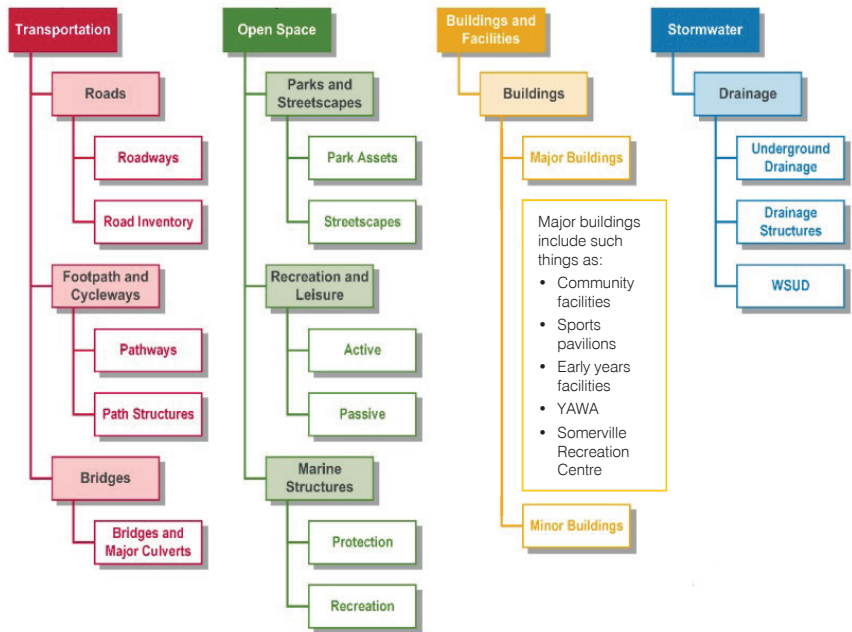 Transportation
Roads
Roadways
Road Inventory
Footpath and
Cycleways
Pathways
Path Structures
Bridges
Bridges and
Major Culverts
Open Space
Parks and
Streetscapes
Park Assets
Streetscapes
Recreation and
Leisure
Active
Passive
Marine
Structures
Protection
Recreation
Buildings and
Facilities
Buildings
Major Buildings
Major buildings
include such
things as:
• Community
facilities
• Sports
pavilions
• Early years
facilities
• YAWA
• Somerville
Recreation
Centre
Minor Buildings
Stormwater
Drainage
Underground
Drainage
Drainage
Structures
WSUD